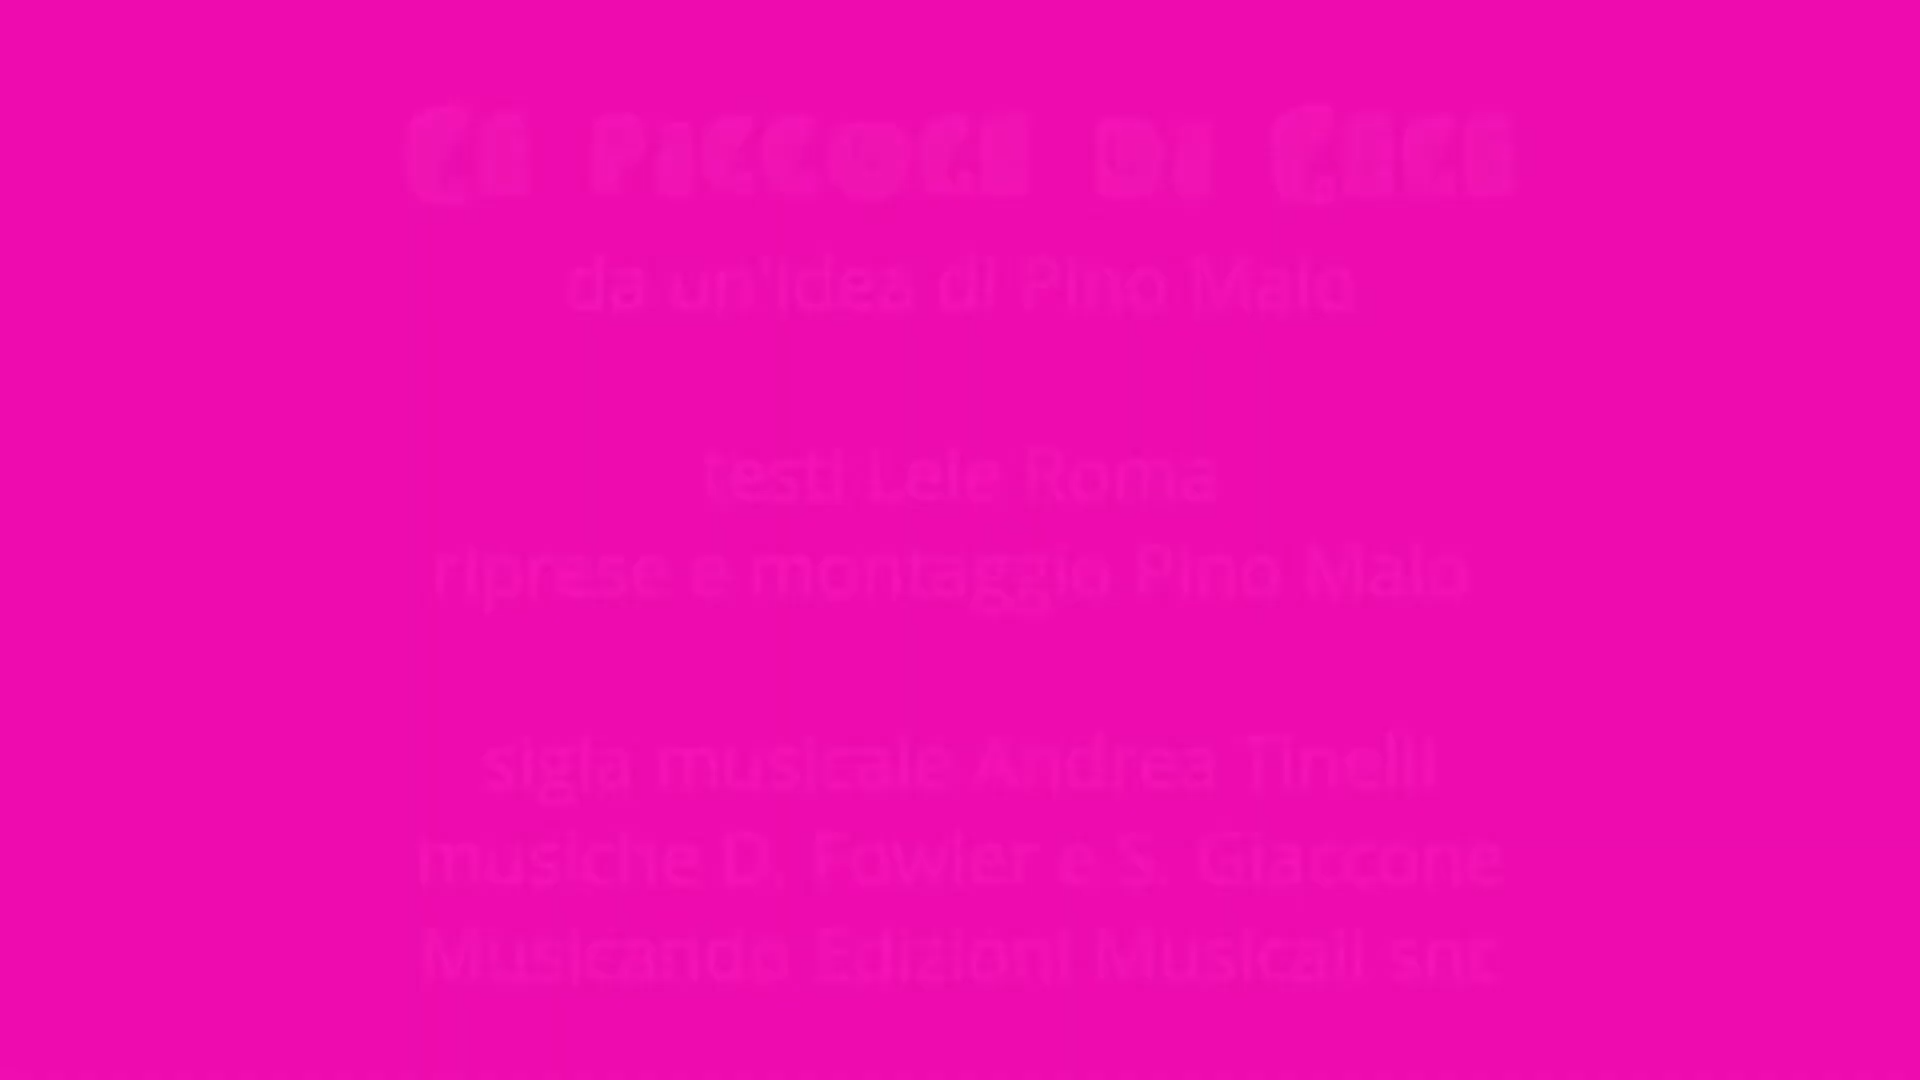 da un'idea di Pino Maio
testi Lele Roma
riprese e montaggio Pino Maio
sigla musicale Andrea Tinelli
musiche D. Fowler e S. Giaccone
Musicando Edizioni Musicali snc